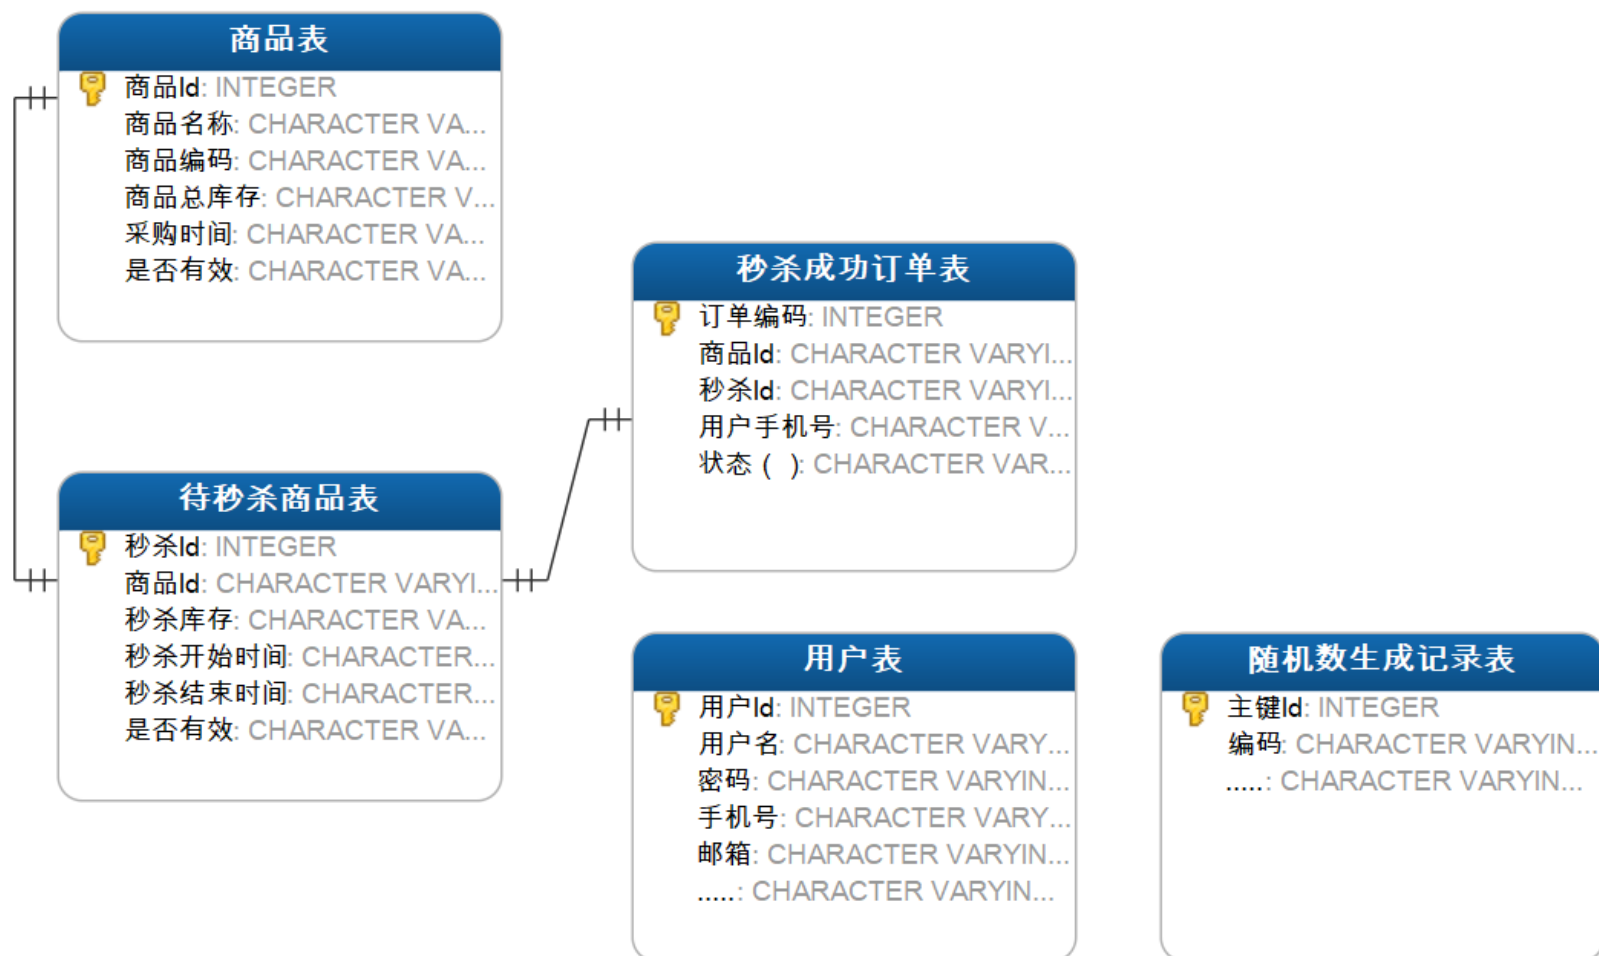 商品表
商品Id: INTEGER
商品名称: CHARACTER VA...
商品编码: CHARACTER VA...
商品总库存: CHARACTER V...
采购时间: CHARACTER VA...
是否有效: CHARACTER VA...
秒杀成功订单表
订单编码: INTEGER
商品Id: CHARACTER VARYI...
秒杀Id: CHARACTER VARYI...
用户手机号: CHARACTER V...
状态（ ）: CHARACTER VAR...
待秒杀商品表
秒杀Id: INTEGER
商品Id: CHARACTER VARYI...
秒杀库存: CHARACTER VA...
秒杀开始时间: CHARACTER...
秒杀结束时间: CHARACTER...
是否有效: CHARACTER VA...
用户表
用户Id: INTEGER
用户名: CHARACTER VARY...
密码: CHARACTER VARYIN...
手机号: CHARACTER VARY...
邮箱: CHARACTER VARYIN...
.....: CHARACTER VARYIN...
随机数生成记录表
主键Id: INTEGER
编码: CHARACTER VARYIN...
.....: CHARACTER VARYIN...